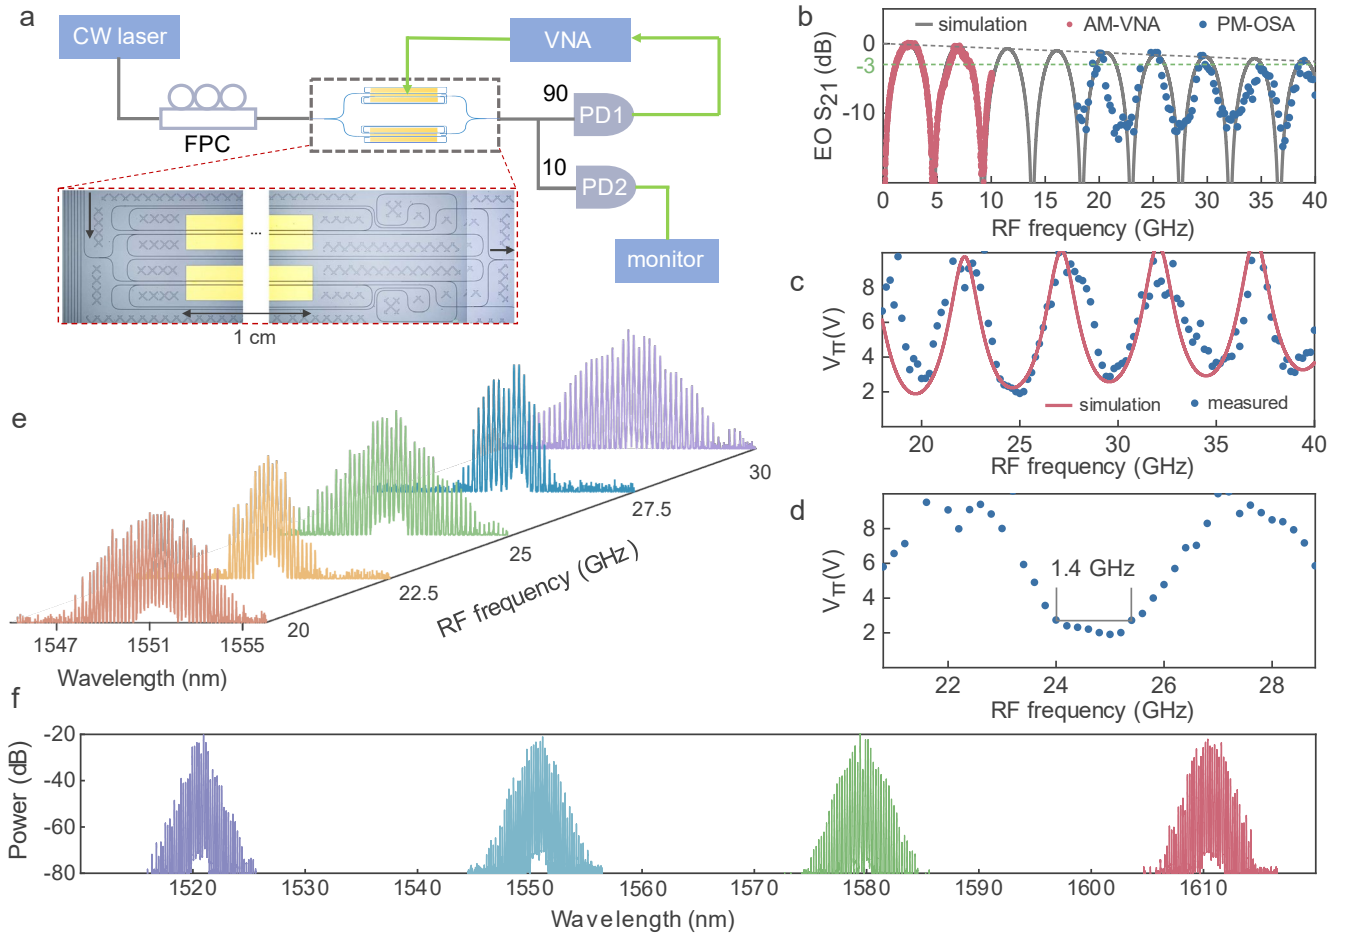 a
CW laser
FPC
VNA
90
PD1
10
PD2
monitor
...
1 cm
b
simulation
AM-VNA
PM-OSA
EO S21 (dB)
0
-3
-10
0 5 10 15 20 25 30 35 40
RF frequency (GHz)
c
Vπ(V)
8
6
4
2
simulation
measured
20 25 30 35 40
RF frequency (GHz)
d
Vπ(V)
8
6
4
2
1.4 GHz
22 24 26 28
RF frequency (GHz)
e
30
27.5
25
22.5
20
RF frequency (GHz)
1547 1551 1555
Wavelength (nm)
f
Power (dB)
-20
-40
-60
-80
1520 1530 1540 1550 1560 1570 1580 1590 1600 1610
Wavelength (nm)